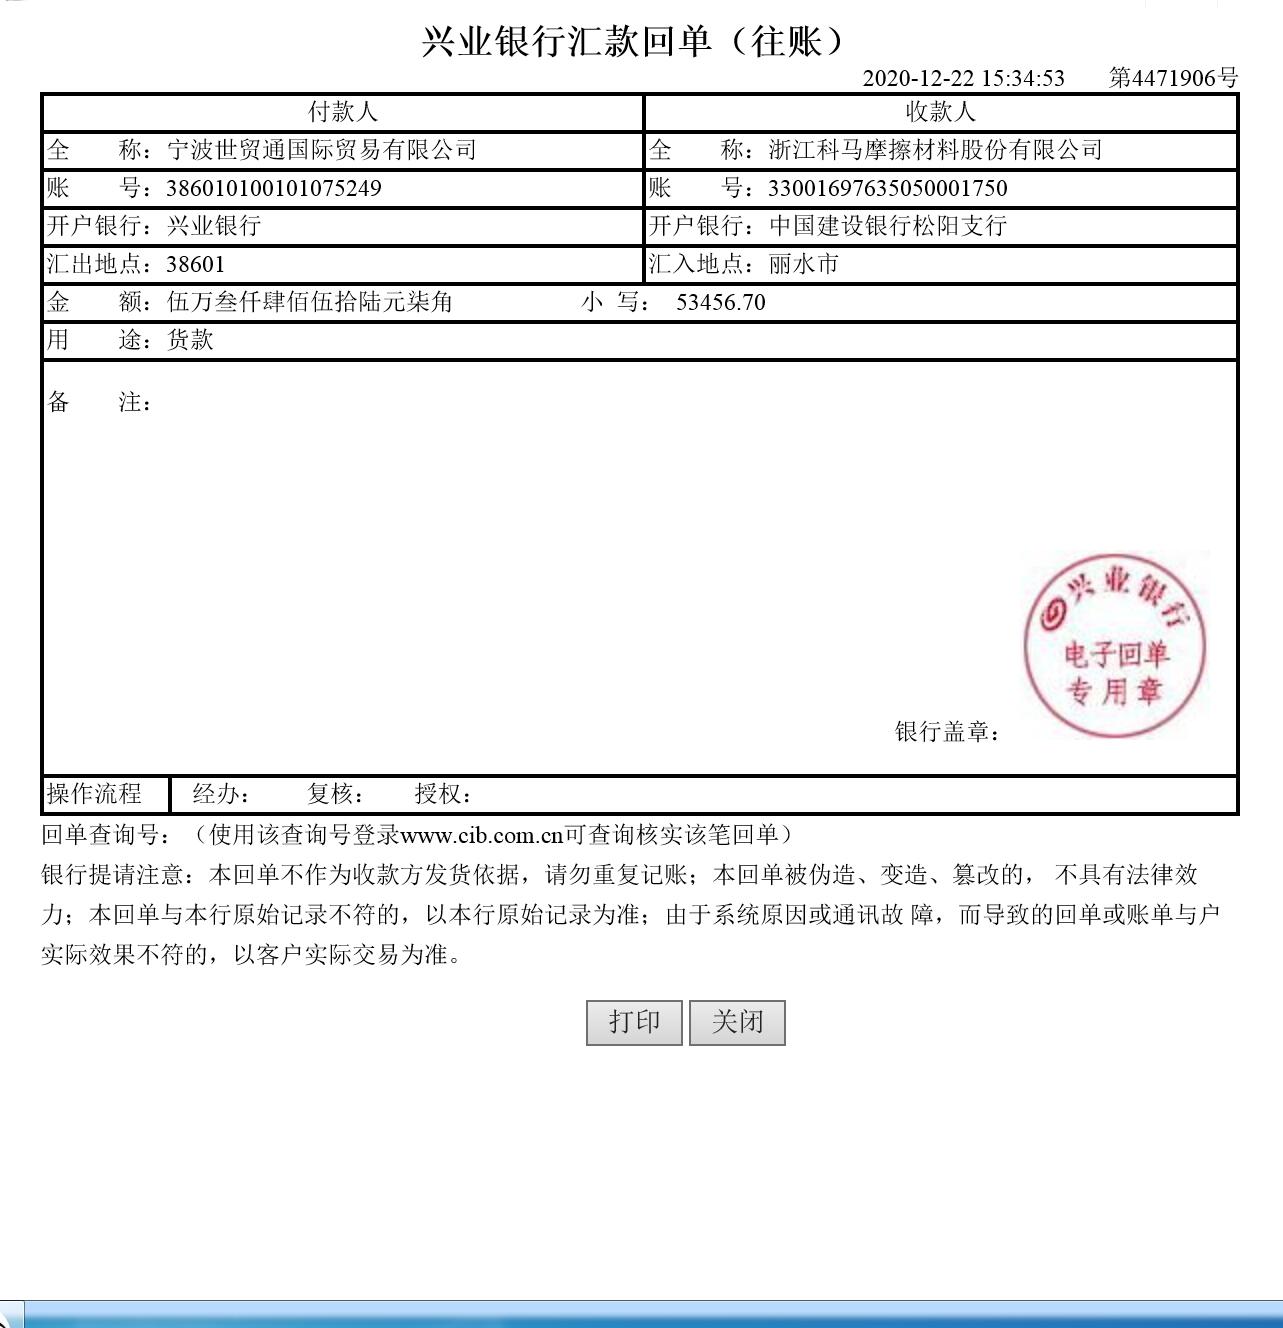 兴业银行汇款回单（往账）
2020-12-22 15:34:53 第4471906号
付款人 收款人
全 称：宁波世贸通国际贸易有限公司 全 称：浙江科马摩擦材料股份有限公司
账 号：386010100101075249 账 号：33001697635050001750
开户银行：兴业银行 开户银行：中国建设银行松阳支行
汇出地点：38601 汇入地点：丽水市
金 额：伍万叁仟肆佰伍拾陆元柒角 小 写： 53456.70
用 途：货款
备 注：
兴业银行
电子回单
专用章
银行盖章：
操作流程 经办： 复核： 授权：
回单查询号：（使用该查询号登录www.cib.com.cn可查询核实该笔回单）
银行提请注意：本回单不作为收款方发货依据，请勿重复记账；本回单被伪造、变造、篡改的， 不具有法律效
力；本回单与本行原始记录不符的，以本行原始记录为准；由于系统原因或通讯故 障，而导致的回单或账单与户
实际效果不符的，以客户实际交易为准。
打印 关闭